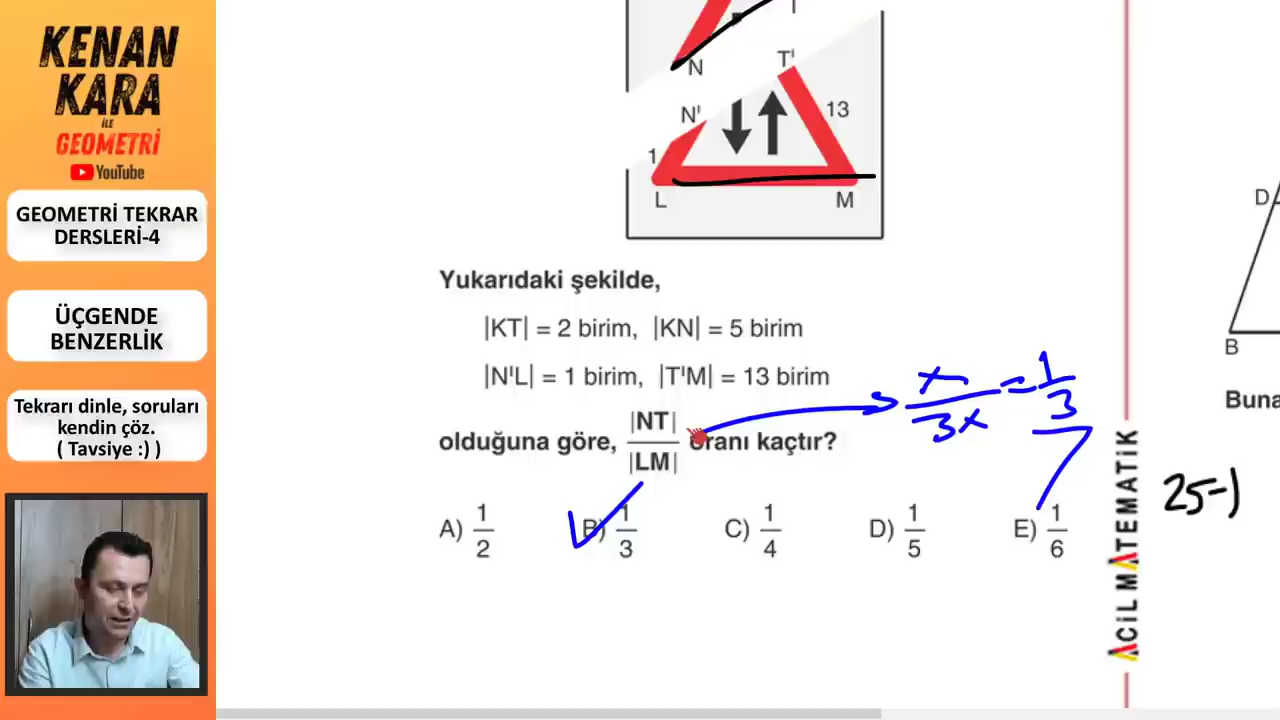 KENAN
KARA
İLE
GEOMETRİ
YouTube
GEOMETRİ TEKRAR
DERSLERİ-4
ÜÇGENDE
BENZERLİK
Tekrarı dinle, soruları
kendin çöz.
( Tavsiye :) )
N
T'
N'
13
1
L
M
Yukarıdaki şekilde,
|KT| = 2 birim, |KN| = 5 birim
|N'L| = 1 birim, |T'M| = 13 birim
olduğuna göre, |NT| / |LM| oranı kaçtır?
x / 3x = 1 / 3
A) 1/2 B) 1/3 C) 1/4 D) 1/5 E) 1/6
ACİL MATEMATİK
25-1
D
B
Buna